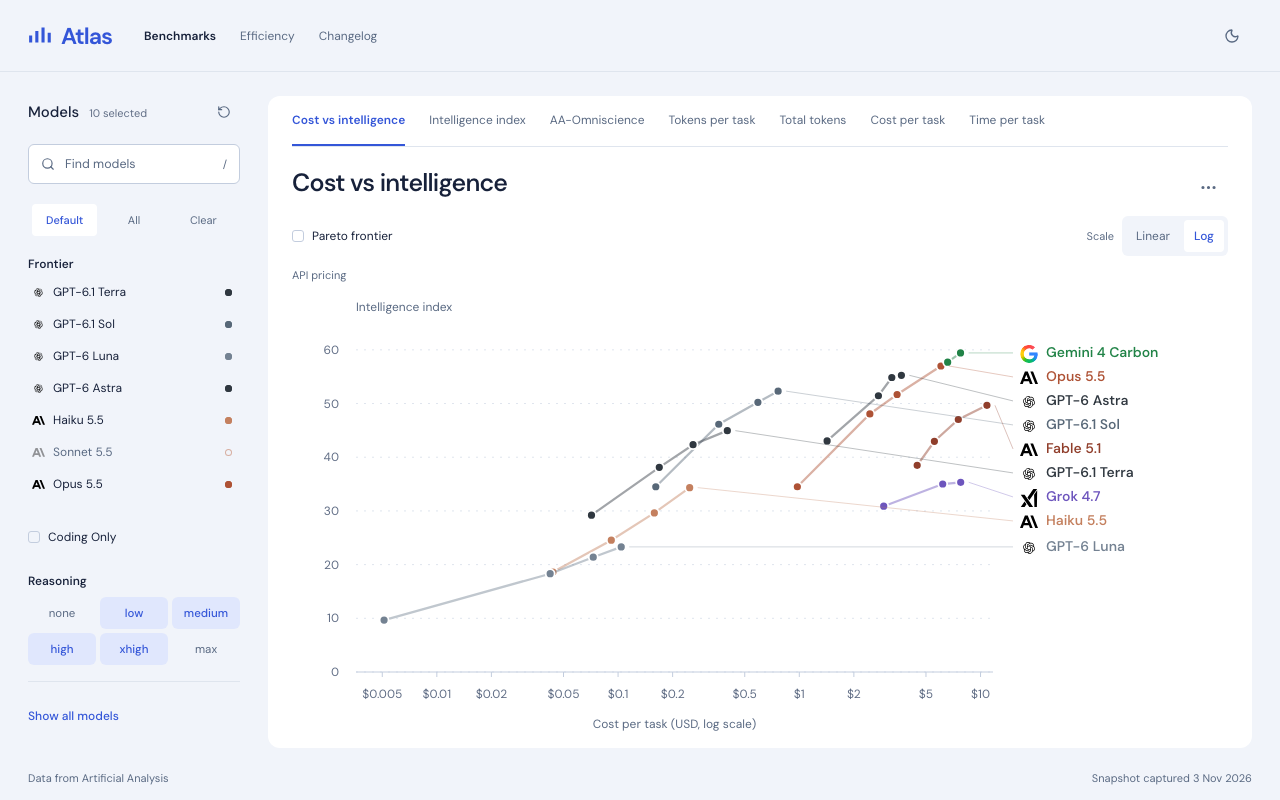 Atlas
Benchmarks
Efficiency
Changelog
Models 10 selected
Find models /
Default
All
Clear
Frontier
GPT-6.1 Terra
GPT-6.1 Sol
GPT-6 Luna
GPT-6 Astra
Haiku 5.5
Sonnet 5.5
Opus 5.5
Coding Only
Reasoning
none low medium
high xhigh max
Show all models
Cost vs intelligence
Intelligence index
AA-Omniscience
Tokens per task
Total tokens
Cost per task
Time per task
Cost vs intelligence
Pareto frontier
Scale Linear Log
API pricing
Intelligence index
60
50
40
30
20
10
0
$0.005 $0.01 $0.02 $0.05 $0.1 $0.2 $0.5 $1 $2 $5 $10
Cost per task (USD, log scale)
Gemini 4 Carbon
Opus 5.5
GPT-6 Astra
GPT-6.1 Sol
Fable 5.1
GPT-6.1 Terra
Grok 4.7
Haiku 5.5
GPT-6 Luna
Data from Artificial Analysis
Snapshot captured 3 Nov 2026